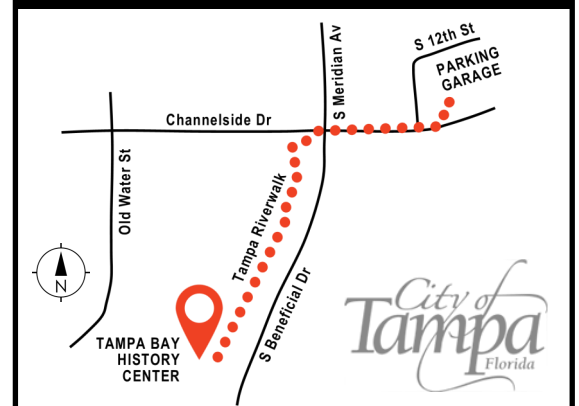 S 12th St
S Meridian Av
PARKING
GARAGE
Channelside Dr
Old Water St
Tampa Riverwalk
N
S Beneficial Dr
TAMPA BAY
HISTORY
CENTER
City of
Tampa
Florida